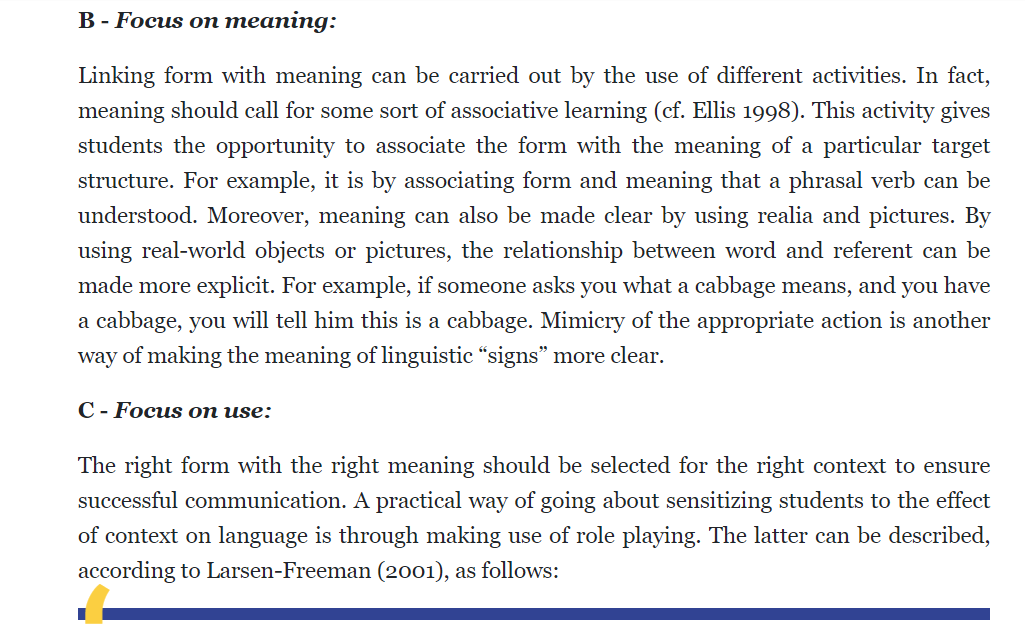 B - Focus on meaning:
Linking form with meaning can be carried out by the use of different activities. In fact,
meaning should call for some sort of associative learning (cf. Ellis 1998). This activity gives
students the opportunity to associate the form with the meaning of a particular target
structure. For example, it is by associating form and meaning that a phrasal verb can be
understood. Moreover, meaning can also be made clear by using realia and pictures. By
using real-world objects or pictures, the relationship between word and referent can be
made more explicit. For example, if someone asks you what a cabbage means, and you have
a cabbage, you will tell him this is a cabbage. Mimicry of the appropriate action is another
way of making the meaning of linguistic “signs” more clear.
C - Focus on use:
The right form with the right meaning should be selected for the right context to ensure
successful communication. A practical way of going about sensitizing students to the effect
of context on language is through making use of role playing. The latter can be described,
according to Larsen-Freeman (2001), as follows: